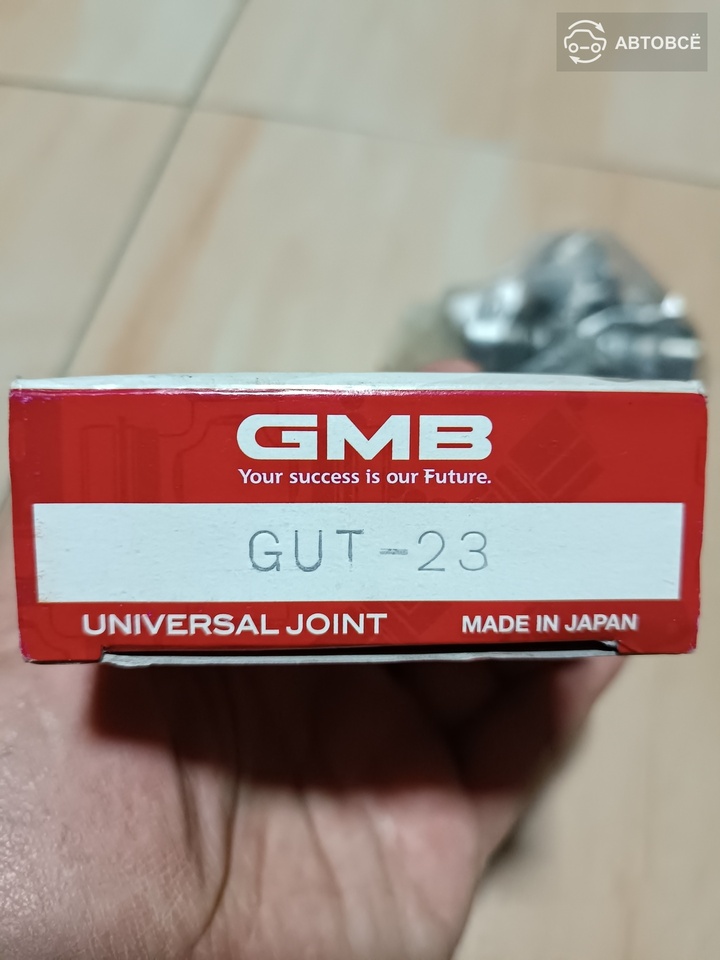 АВТОВСЁ
GMB
Your success is our Future.
GUT-23
UNIVERSAL JOINT MADE IN JAPAN